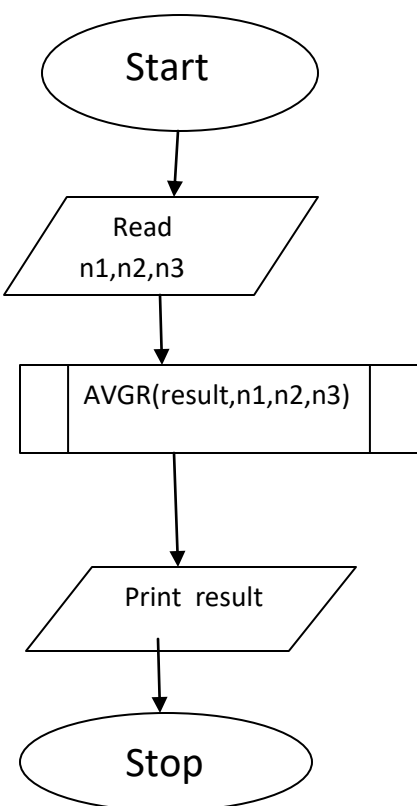 Start
Read
n1,n2,n3
AVGR(result,n1,n2,n3)
Print result
Stop